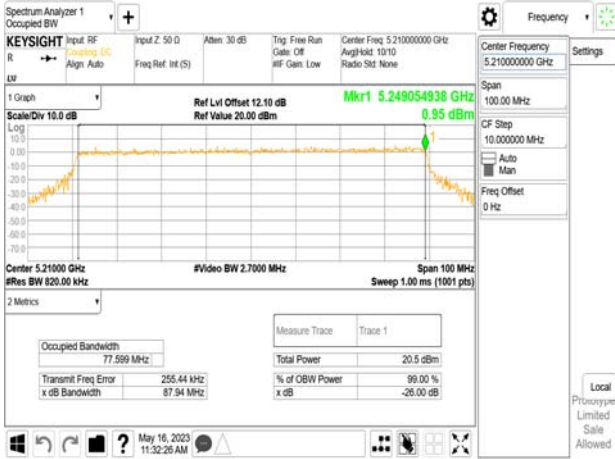 Spectrum Analyzer 1
Occupied BW
KEYSIGHT
R
Input: RF
Coupling: DC
Align: Auto
Input Z: 50 Ω
Freq Ref: Int (S)
Atten: 30 dB
Trig: Free Run
Gate: Off
#IF Gain: Low
Center Freq: 5.210000000 GHz
Avg|Hold: 10/10
Radio Std: None
1 Graph
Scale/Div 10.0 dB
Ref Lvl Offset 12.10 dB
Ref Value 20.00 dBm
Mkr1 5.249054938 GHz
0.95 dBm
Log
10.0
0.00
-10.0
-20.0
-30.0
-40.0
-50.0
-60.0
-70.0
1
Center 5.21000 GHz
#Res BW 820.00 kHz
#Video BW 2.7000 MHz
Span 100 MHz
Sweep 1.00 ms (1001 pts)
2 Metrics
Measure Trace Trace 1
Occupied Bandwidth
77.599 MHz
Total Power 20.5 dBm
Transmit Freq Error 255.44 kHz
% of OBW Power 99.00 %
x dB Bandwidth 87.94 MHz
x dB -26.00 dB
May 16, 2023
11:32:26 AM
Frequency
Center Frequency
5.210000000 GHz
Settings
Span
100.00 MHz
CF Step
10.000000 MHz
Auto
Man
Freq Offset
0 Hz
Local
Prototype
Limited
Sale
Allowed